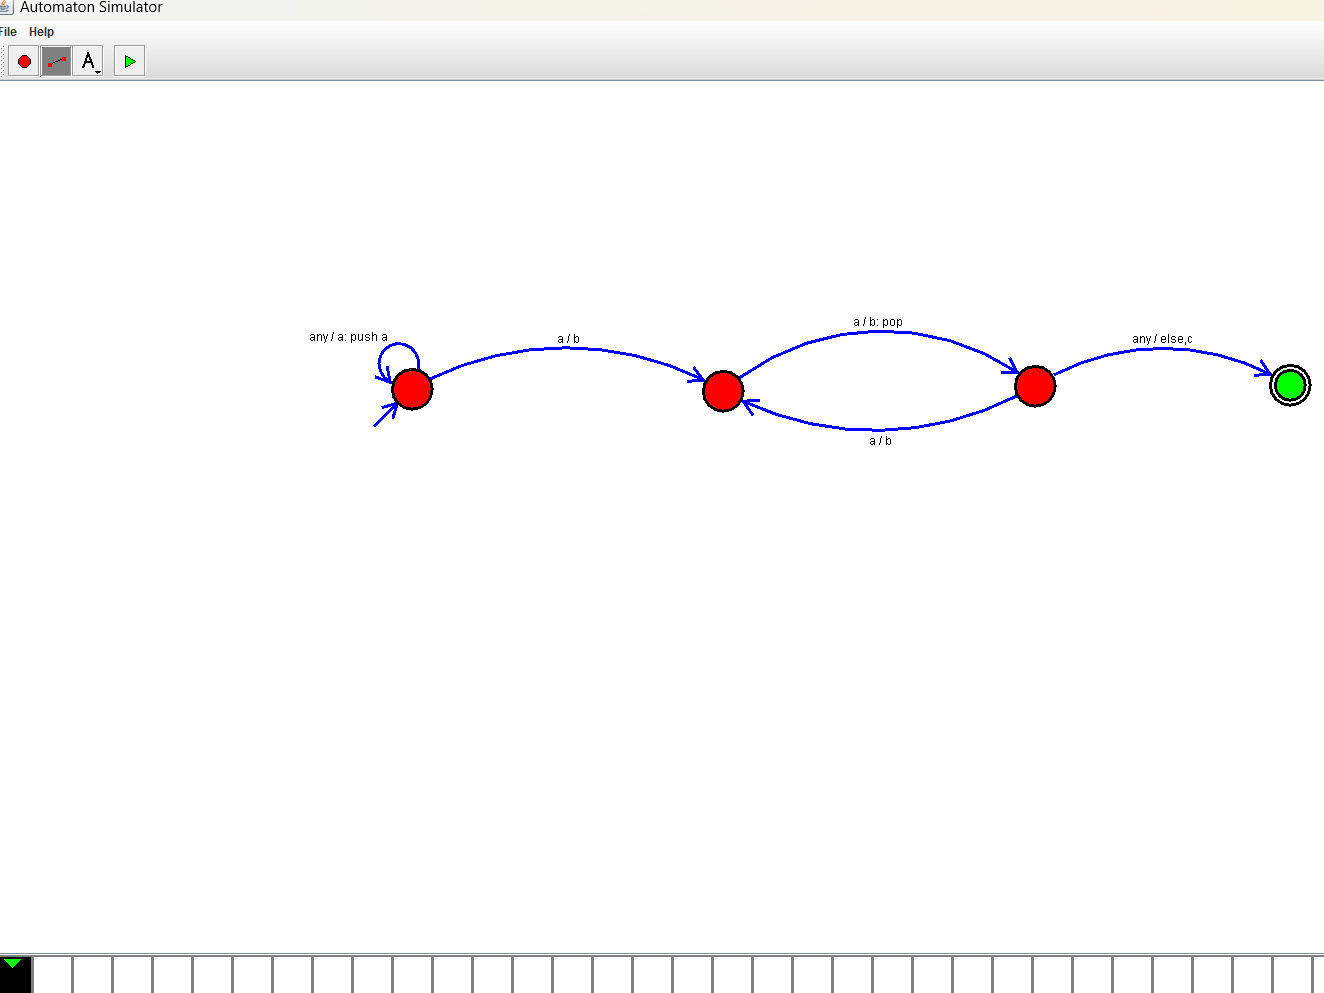 Automaton Simulator
File Help
A
a / b: pop
any / a: push a
a / b
any / else,c
a / b